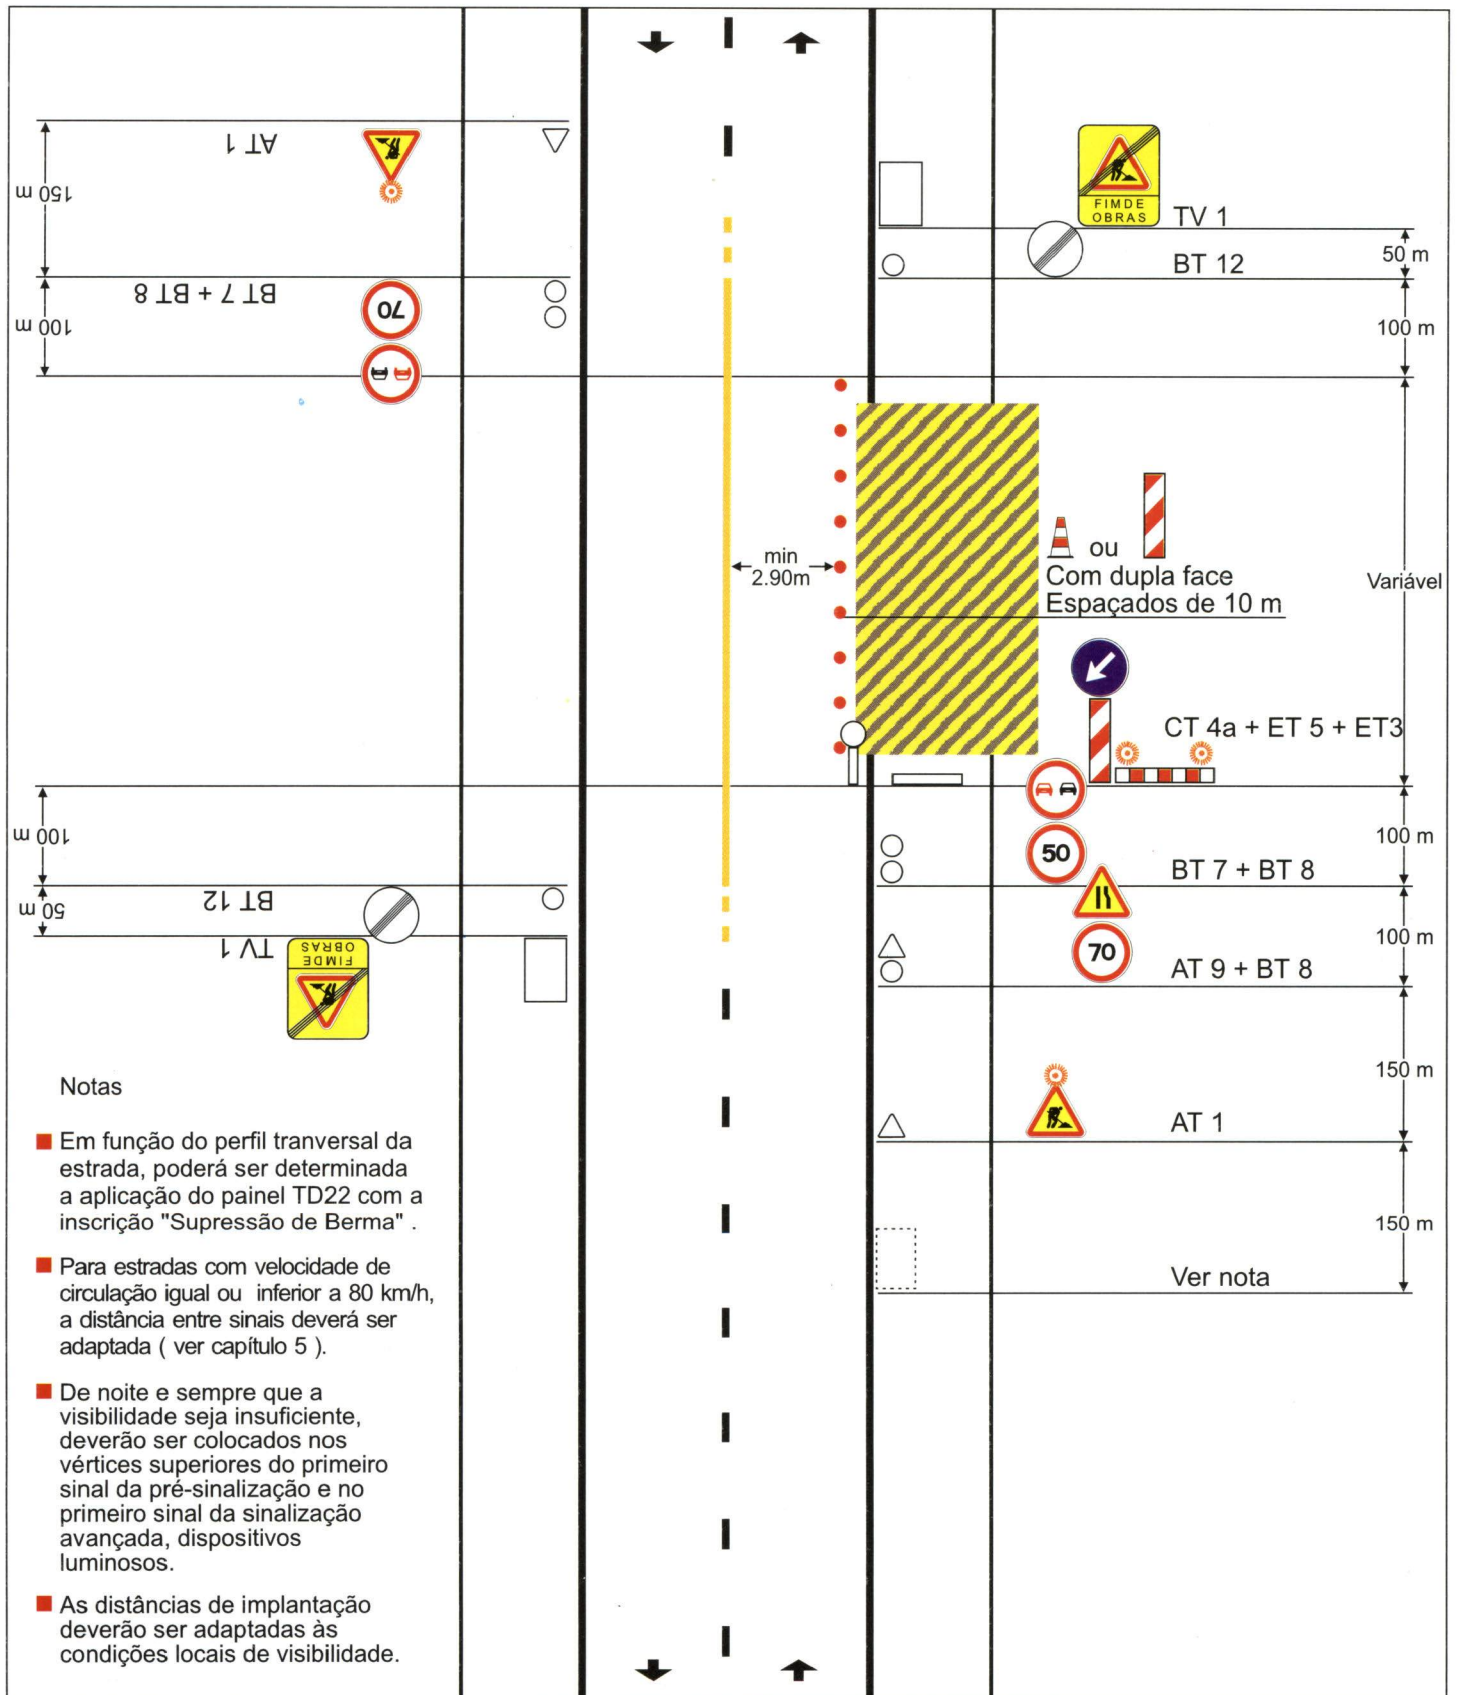 AT 1
150 m
BT 7 + BT 8
70
100 m
FIM DE
OBRAS
TV 1
50 m
BT 12
100 m
min
2.90m
ou
Com dupla face
Espaçados de 10 m
Variável
CT 4a + ET 5 + ET3
100 m
50
BT 7 + BT 8
100 m
70
AT 9 + BT 8
150 m
AT 1
150 m
Ver nota
100 m
BT 12
50 m
TV 1
FIM DE
OBRAS
Notas
Em função do perfil tranversal da
estrada, poderá ser determinada
a aplicação do painel TD22 com a
inscrição "Supressão de Berma" .
Para estradas com velocidade de
circulação igual ou inferior a 80 km/h,
a distância entre sinais deverá ser
adaptada ( ver capítulo 5 ).
De noite e sempre que a
visibilidade seja insuficiente,
deverão ser colocados nos
vértices superiores do primeiro
sinal da pré-sinalização e no
primeiro sinal da sinalização
avançada, dispositivos
luminosos.
As distâncias de implantação
deverão ser adaptadas às
condições locais de visibilidade.